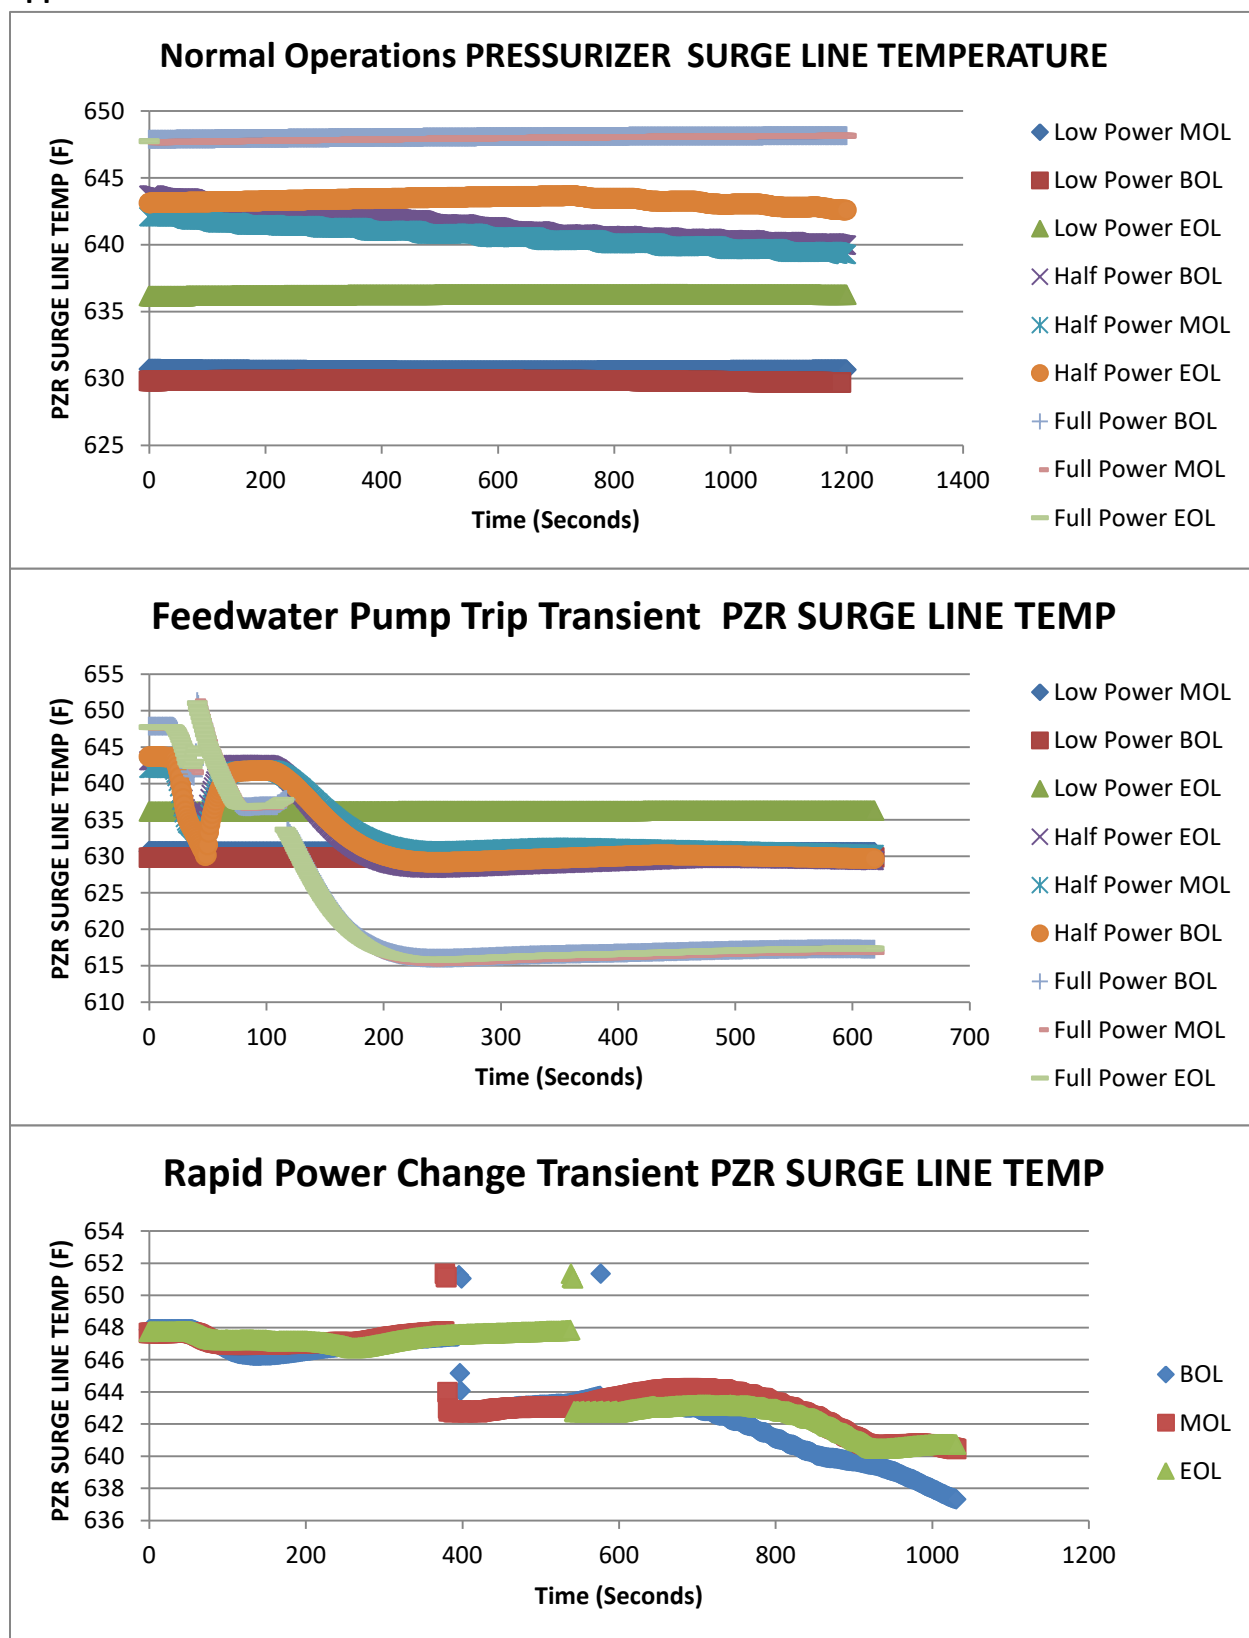 Normal Operations PRESSURIZER SURGE LINE TEMPERATURE
PZR SURGE LINE TEMP (F)
650
645
640
635
630
625
0 200 400 600 800 1000 1200 1400
Time (Seconds)
Low Power MOL
Low Power BOL
Low Power EOL
Half Power BOL
Half Power MOL
Half Power EOL
Full Power BOL
Full Power MOL
Full Power EOL
Feedwater Pump Trip Transient PZR SURGE LINE TEMP
PZR SURGE LINE TEMP (F)
655
650
645
640
635
630
625
620
615
610
0 100 200 300 400 500 600 700
Time (Seconds)
Low Power MOL
Low Power BOL
Low Power EOL
Half Power EOL
Half Power MOL
Half Power BOL
Full Power BOL
Full Power MOL
Full Power EOL
Rapid Power Change Transient PZR SURGE LINE TEMP
PZR SURGE LINE TEMP (F)
654
652
650
648
646
644
642
640
638
636
0 200 400 600 800 1000 1200
Time (Seconds)
BOL
MOL
EOL